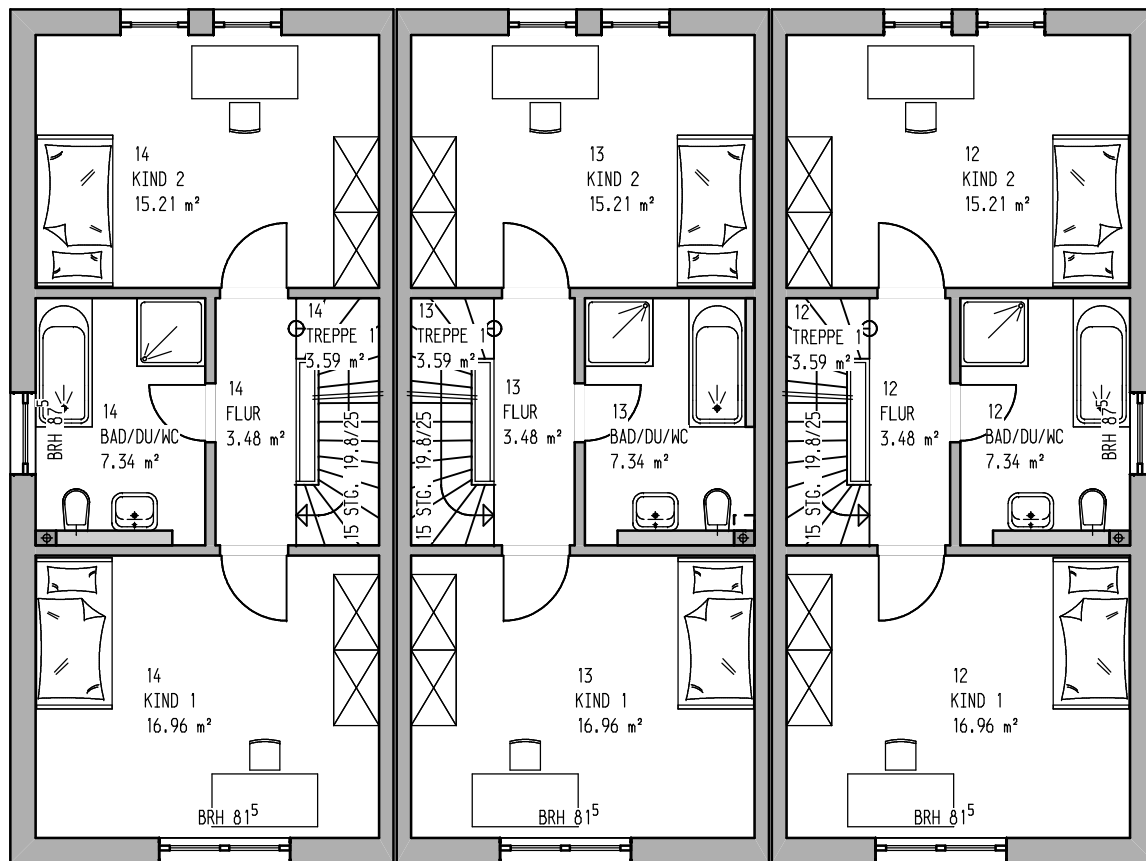 14
KIND 2
15.21 m²
13
KIND 2
15.21 m²
12
KIND 2
15.21 m²
14
TREPPE 1
3.59 m²
13
TREPPE 1
3.59 m²
12
TREPPE 1
3.59 m²
14
FLUR
3.48 m²
13
FLUR
3.48 m²
12
FLUR
3.48 m²
BRH 87⁵
14
BAD/DU/WC
7.34 m²
13
BAD/DU/WC
7.34 m²
12
BAD/DU/WC
7.34 m²
BRH 87⁵
15 STG. 19.8/25
15 STG. 19.8/25
15 STG. 19.8/25
14
KIND 1
16.96 m²
13
KIND 1
16.96 m²
12
KIND 1
16.96 m²
BRH 81⁵
BRH 81⁵
BRH 81⁵